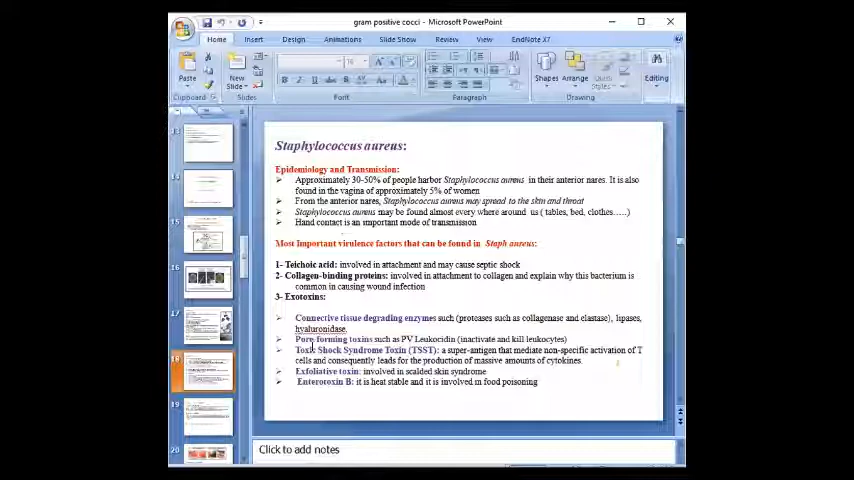 gram positive cocci - Microsoft PowerPoint
Home Insert Design Animations Slide Show Review View EndNote X7
Paste
New
Slide
Shapes Arrange Quick
Styles
Editing
Clipboard Slides Font Paragraph Drawing
13
14
15
16
17
18
19
20
Staphylococcus aureus:
Epidemiology and Transmission:
Approximately 30-50% of people harbor Staphylococcus aureus in their anterior nares. It is also
found in the vagina of approximately 5% of women
From the anterior nares, Staphylococcus aureus may spread to the skin and throat
Staphylococcus aureus may be found almost every where around us ( tables, bed, clothes…..)
Hand contact is an important mode of transmission
Most Important virulence factors that can be found in Staph aureus:
1- Teichoic acid: involved in attachment and may cause septic shock
2- Collagen-binding proteins: involved in attachment to collagen and explain why this bacterium is
common in causing wound infection
3- Exotoxins:
Connective tissue degrading enzymes such (proteases such as collagenase and elastase), lipases,
hyaluronidase.
Pore forming toxins such as PV Leukocidin (inactivate and kill leukocytes)
Toxic Shock Syndrome Toxin (TSST): a super-antigen that mediate non-specific activation of T
cells and consequently leads for the production of massive amounts of cytokines.
Exfoliative toxin: involved in scalded skin syndrome
Enterotoxin B: it is heat stable and it is involved in food poisoning
Click to add notes